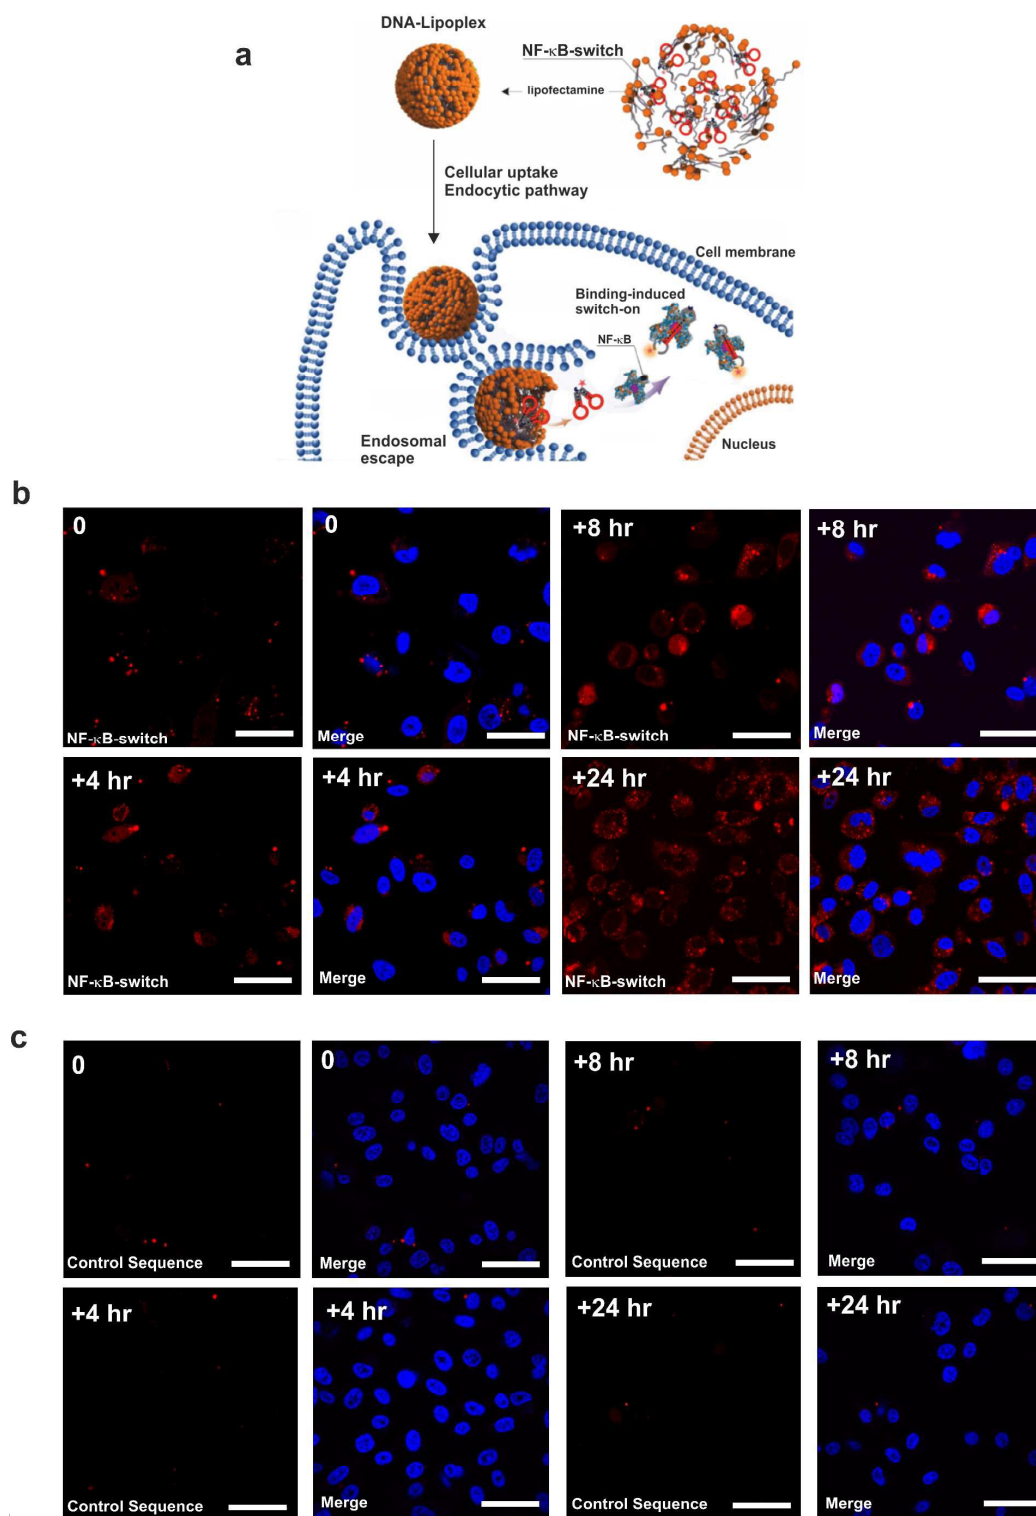 a
DNA-Lipoplex
NF-κB-switch
lipofectamine
Cellular uptake
Endocytic pathway
Cell membrane
Binding-induced
switch-on
NF-κB
Endosomal
escape
Nucleus
b
0
NF-κB-switch
0
Merge
+8 hr
NF-κB-switch
+8 hr
Merge
+4 hr
NF-κB-switch
+4 hr
Merge
+24 hr
NF-κB-switch
+24 hr
Merge
c
0
Control Sequence
0
Merge
+8 hr
Control Sequence
+8 hr
Merge
+4 hr
Control Sequence
+4 hr
Merge
+24 hr
Control Sequence
+24 hr
Merge